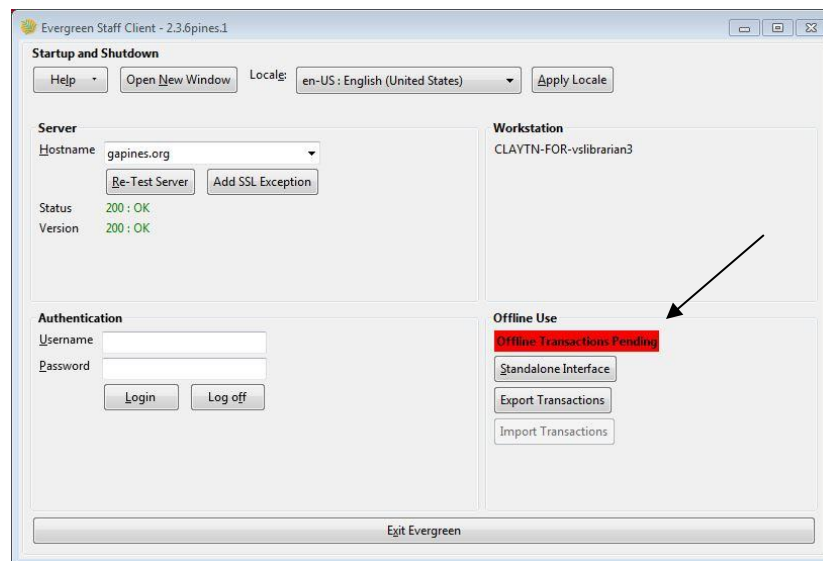 Evergreen Staff Client - 2.3.6pines.1
Startup and Shutdown
Help Open New Window Locale: en-US : English (United States) Apply Locale
Server
Hostname gapines.org
Re-Test Server Add SSL Exception
Status 200 : OK
Version 200 : OK
Workstation
CLAYTN-FOR-vslibrarian3
Authentication
Username
Password
Login Log off
Offline Use
Offline Transactions Pending
Standalone Interface
Export Transactions
Import Transactions
Exit Evergreen